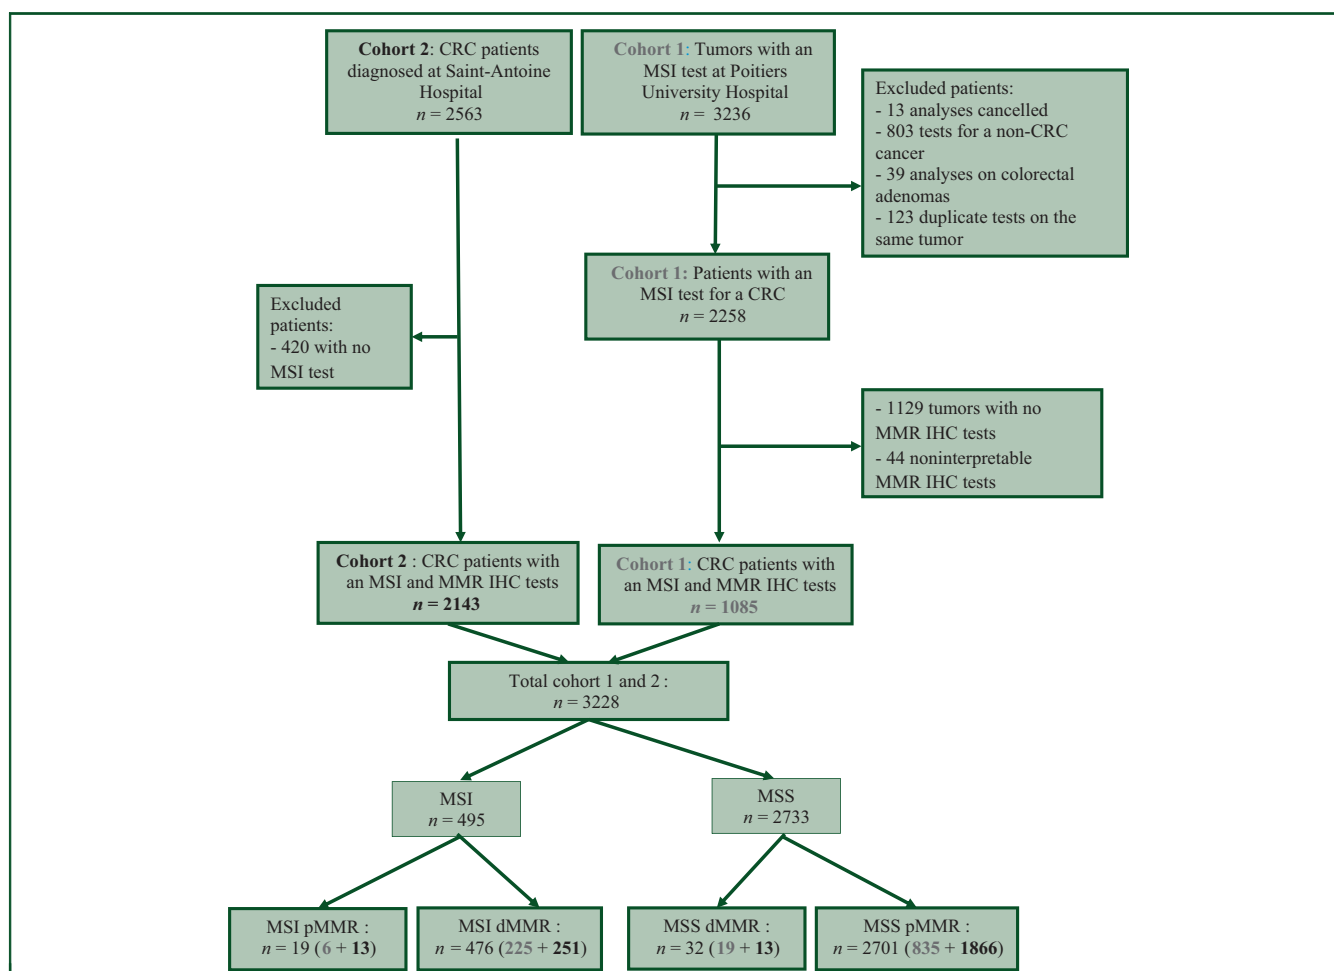 Cohort 2: CRC patients
diagnosed at Saint-Antoine
Hospital
n = 2563
Cohort 1: Tumors with an
MSI test at Poitiers
University Hospital
n = 3236
Excluded patients:
- 13 analyses cancelled
- 803 tests for a non-CRC
cancer
- 39 analyses on colorectal
adenomas
- 123 duplicate tests on the
same tumor
Cohort 1: Patients with an
MSI test for a CRC
n = 2258
Excluded
patients:
- 420 with no
MSI test
- 1129 tumors with no
MMR IHC tests
- 44 noninterpretable
MMR IHC tests
Cohort 2 : CRC patients with
an MSI and MMR IHC tests
n = 2143
Cohort 1: CRC patients with
an MSI and MMR IHC tests
n = 1085
Total cohort 1 and 2 :
n = 3228
MSI
n = 495
MSS
n = 2733
MSI pMMR :
n = 19 (6 + 13)
MSI dMMR :
n = 476 (225 + 251)
MSS dMMR :
n = 32 (19 + 13)
MSS pMMR :
n = 2701 (835 + 1866)